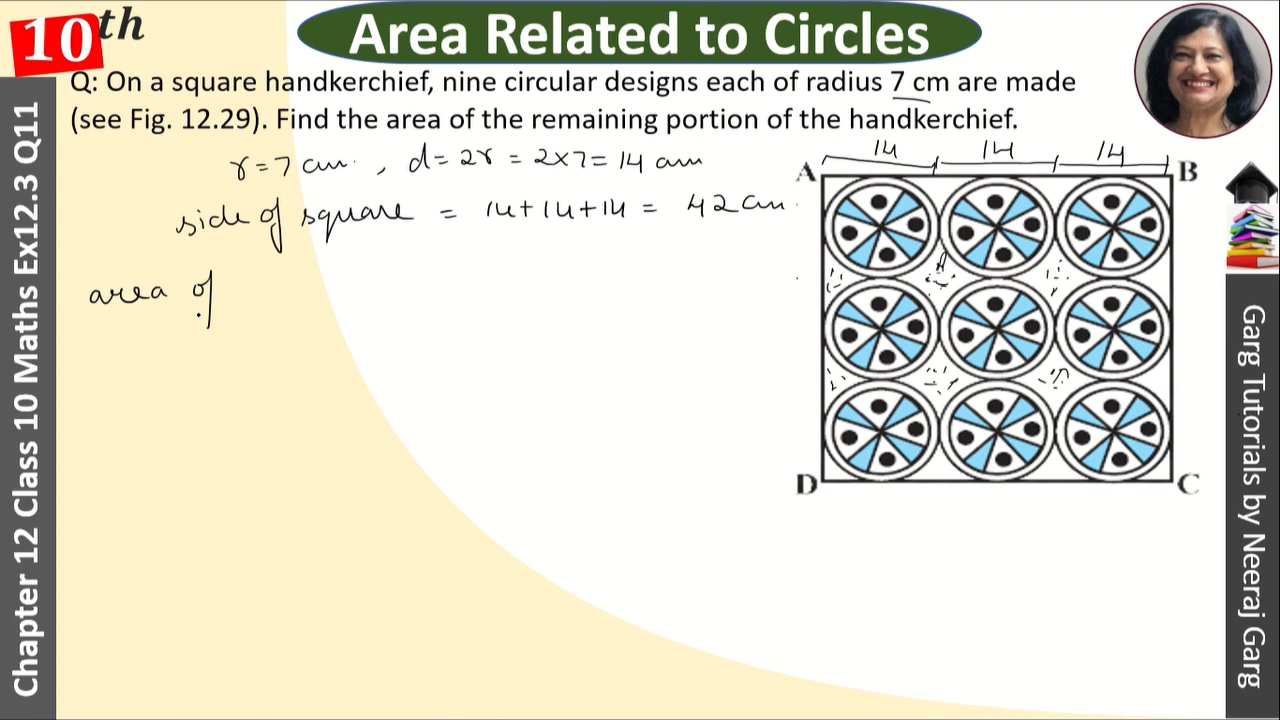 10th
Area Related to Circles
Q: On a square handkerchief, nine circular designs each of radius 7 cm are made
(see Fig. 12.29). Find the area of the remaining portion of the handkerchief.
r = 7 cm , d = 2r = 2×7 = 14 cm
side of square = 14+14+14 = 42 cm
area of
14 14 14
A B
D C
Chapter 12 Class 10 Maths Ex12.3 Q11
Garg Tutorials by Neeraj Garg